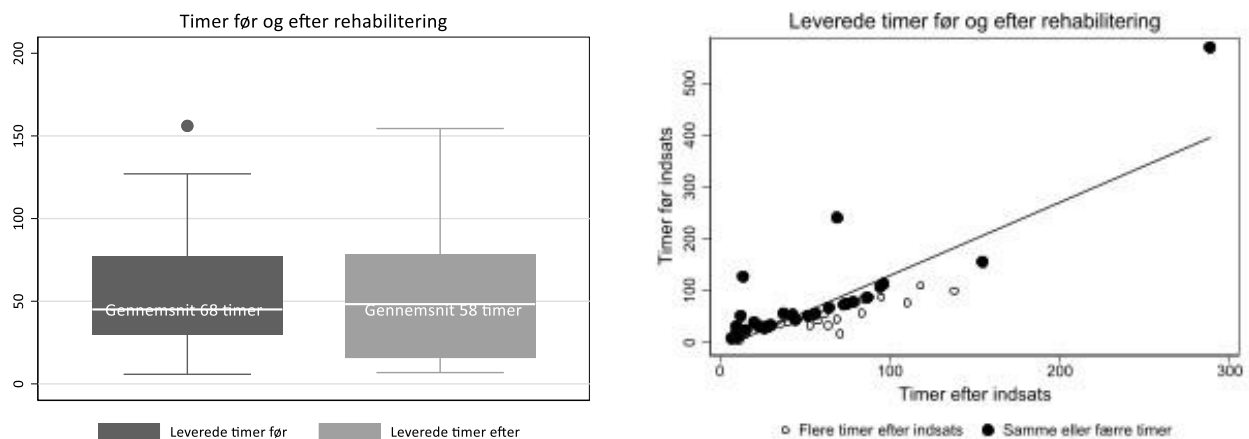 Timer før og efter rehabilitering
200
150
100
50
0
Gennemsnit 68 timer
Gennemsnit 58 timer
Leverede timer før
Leverede timer efter
Leverede timer før og efter rehabilitering
Timer før indsats
500
400
300
200
100
0
0
100
200
300
Timer efter indsats
Flere timer efter indsats
Samme eller færre timer